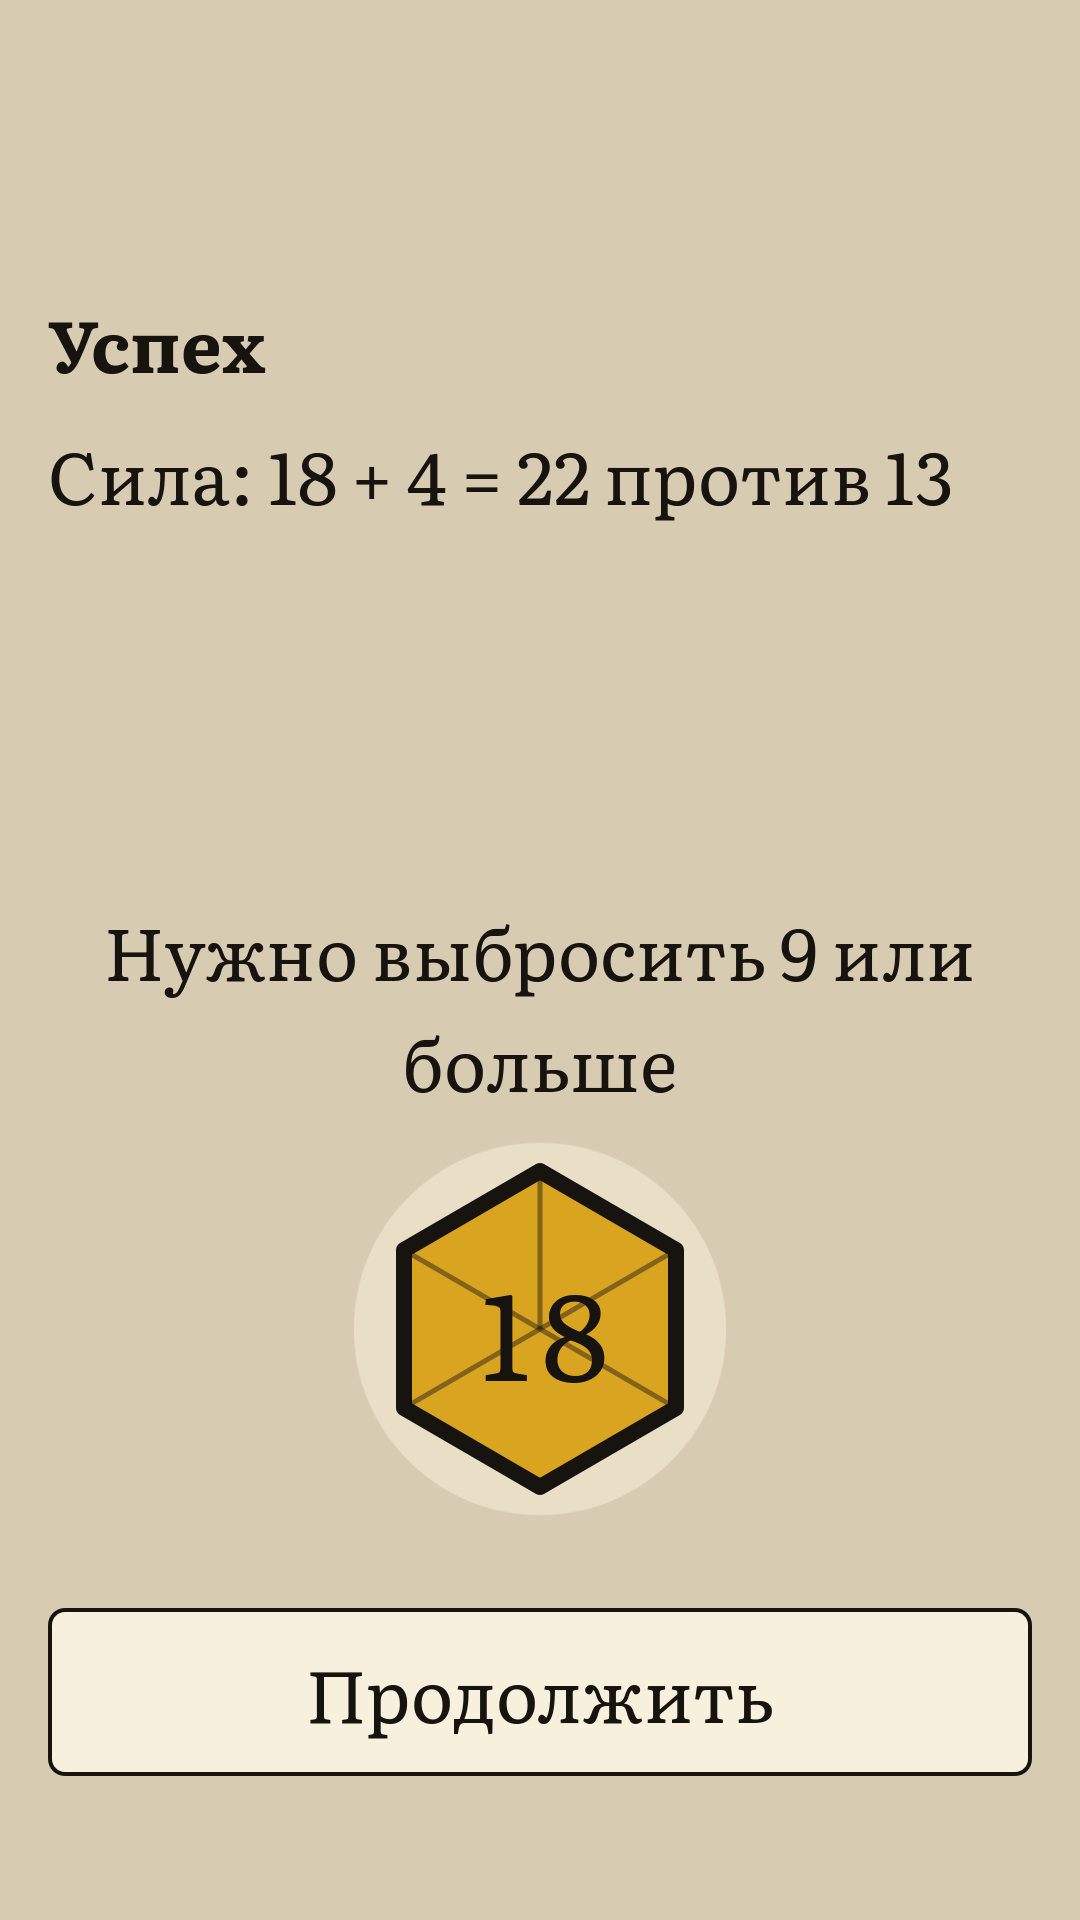 Успех
Сила: 18 + 4 = 22 против 13
Нужно выбросить 9 или
больше
18
Продолжить